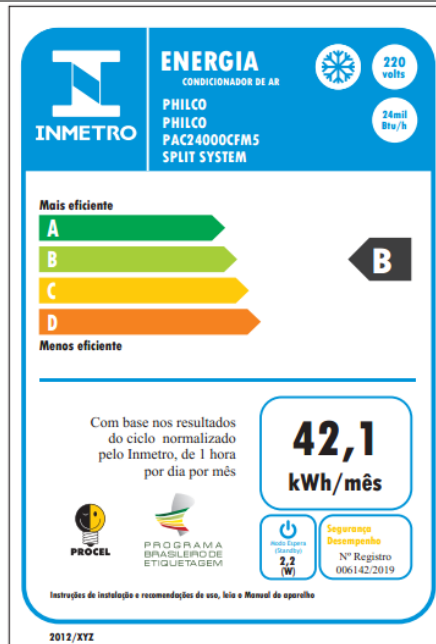 INMETRO
ENERGIA
CONDICIONADOR DE AR
PHILCO
PHILCO
PAC24000CFM5
SPLIT SYSTEM
220
volts
24mil
Btu/h
Mais eficiente
A
B
C
D
Menos eficiente
B
Com base nos resultados
do ciclo normalizado
pelo Inmetro, de 1 hora
por dia por mês
42,1
kWh/mês
PROCEL
PROGRAMA
BRASILEIRO DE
ETIQUETAGEM
Modo Espera
(Standby)
2,2
(W)
Segurança
Desempenho
Nº Registro
006142/2019
Instruções de instalação e recomendações de uso, leia o Manual do aparelho
2012/XYZ